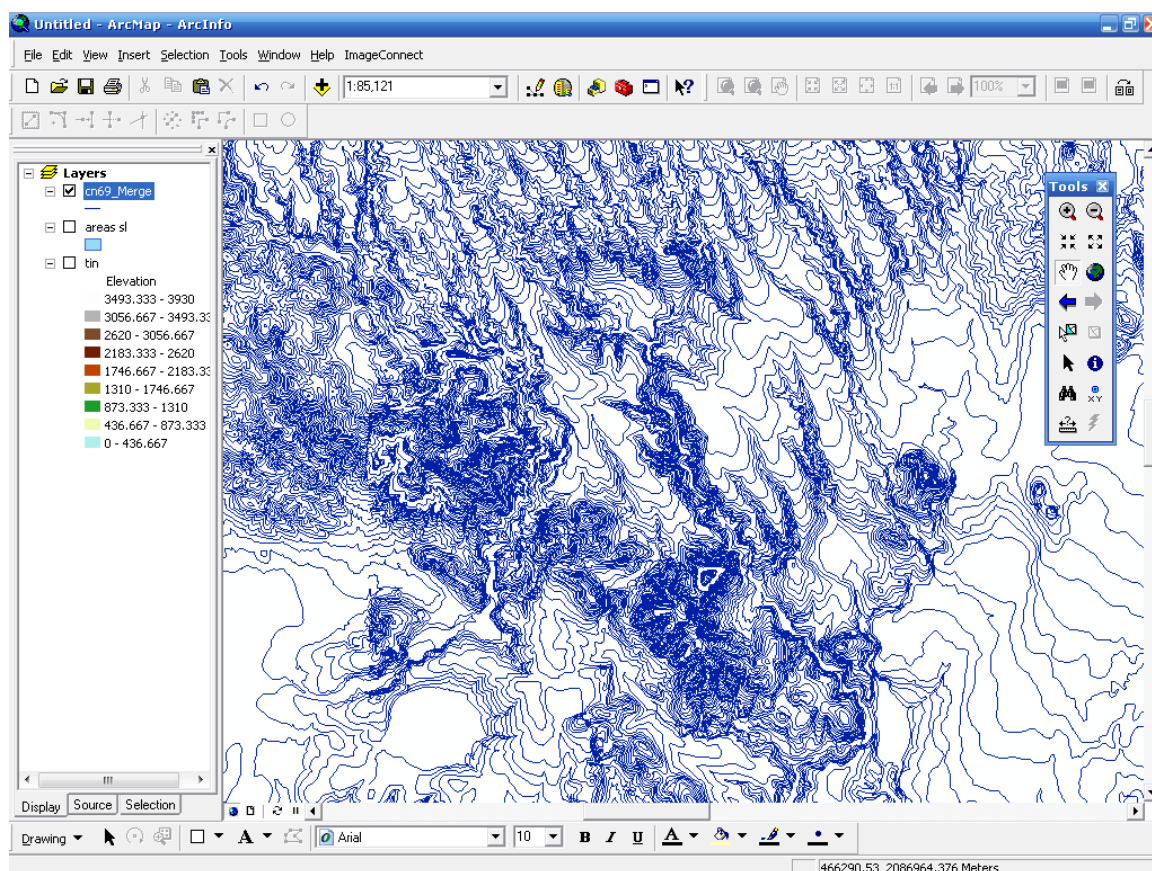 Untitled - ArcMap - ArcInfo
File Edit View Insert Selection Tools Window Help ImageConnect
1:85,121
100%
Layers
cn69_Merge
areas sl
tin
Elevation
3493.333 - 3930
3056.667 - 3493.33
2620 - 3056.667
2183.333 - 2620
1746.667 - 2183.33
1310 - 1746.667
873.333 - 1310
436.667 - 873.333
0 - 436.667
Tools
XY
Display Source Selection
Drawing A Arial 10 B I U A
466290.53 2086964.376 Meters